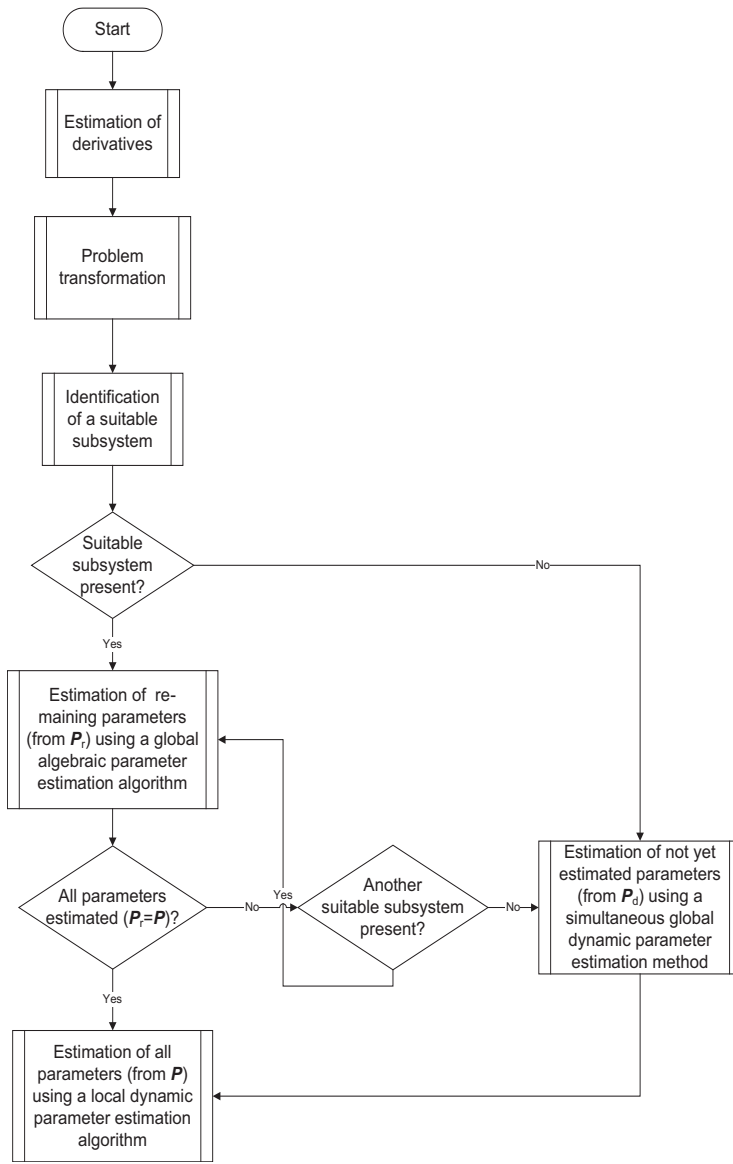 Start
Estimation of
derivatives
Problem
transformation
Identification
of a suitable
subsystem
Suitable
subsystem
present?
No
Yes
Estimation of re-
maining parameters
(from Pr) using a global
algebraic parameter
estimation algorithm
All parameters
estimated (Pr=P)?
No
Yes
Another
suitable subsystem
present?
No
Estimation of not yet
estimated parameters
(from Pd) using a
simultaneous global
dynamic parameter
estimation method
Yes
Estimation of all
parameters (from P)
using a local dynamic
parameter estimation
algorithm